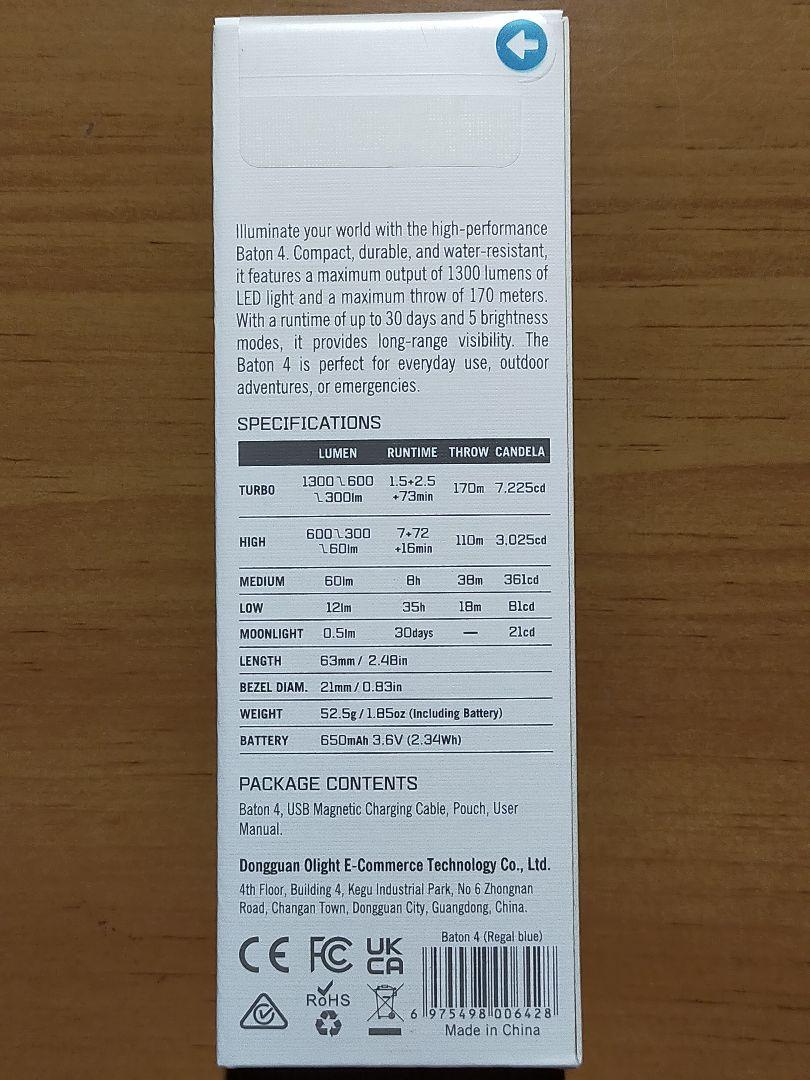 Illuminate your world with the high-performance
Baton 4. Compact, durable, and water-resistant,
it features a maximum output of 1300 lumens of
LED light and a maximum throw of 170 meters.
With a runtime of up to 30 days and 5 brightness
modes, it provides long-range visibility. The
Baton 4 is perfect for everyday use, outdoor
adventures, or emergencies.
SPECIFICATIONS
LUMEN RUNTIME THROW CANDELA
TURBO 1300↘600 ↘300lm 1.5+2.5 +73min 170m 7,225cd
HIGH 600↘300 ↘60lm 7+72 +16min 110m 3,025cd
MEDIUM 60lm 8h 38m 361cd
LOW 12lm 35h 18m 81cd
MOONLIGHT 0.5lm 30days — 21cd
LENGTH 63mm / 2.48in
BEZEL DIAM. 21mm / 0.83in
WEIGHT 52.5g / 1.85oz (Including Battery)
BATTERY 650mAh 3.6V (2.34Wh)
PACKAGE CONTENTS
Baton 4, USB Magnetic Charging Cable, Pouch, User
Manual.
Dongguan Olight E-Commerce Technology Co., Ltd.
4th Floor, Building 4, Kegu Industrial Park, No 6 Zhongnan
Road, Changan Town, Dongguan City, Guangdong, China.
Baton 4 (Regal blue)
CE FC UK
CA
RoHS
6 975498 006428
Made in China